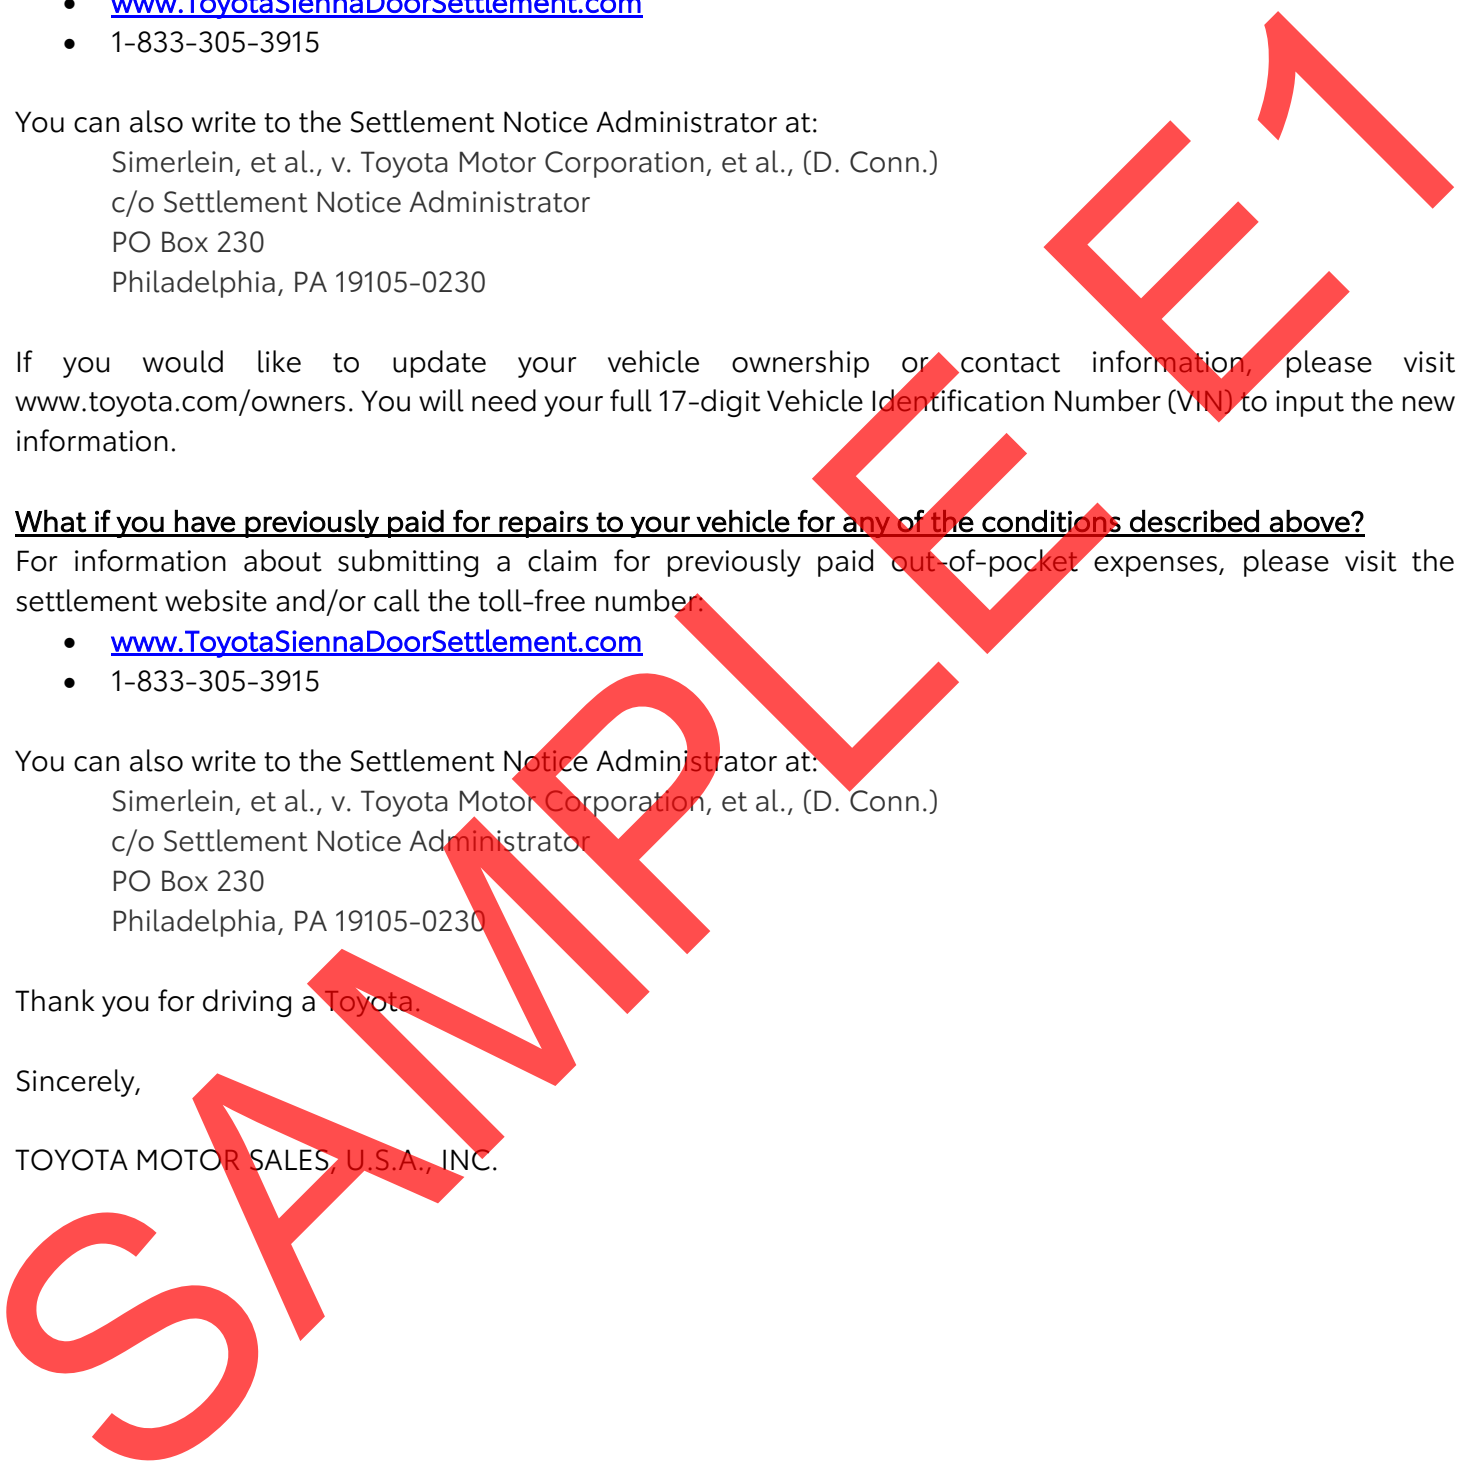 www.ToyotaSiennaDoorSettlement.com
• 1-833-305-3915
You can also write to the Settlement Notice Administrator at:
Simerlein, et al., v. Toyota Motor Corporation, et al., (D. Conn.)
c/o Settlement Notice Administrator
PO Box 230
Philadelphia, PA 19105-0230
If you would like to update your vehicle ownership or contact information, please visit
www.toyota.com/owners. You will need your full 17-digit Vehicle Identification Number (VIN) to input the new
information.
What if you have previously paid for repairs to your vehicle for any of the conditions described above?
For information about submitting a claim for previously paid out-of-pocket expenses, please visit the
settlement website and/or call the toll-free number:
• www.ToyotaSiennaDoorSettlement.com
• 1-833-305-3915
You can also write to the Settlement Notice Administrator at:
Simerlein, et al., v. Toyota Motor Corporation, et al., (D. Conn.)
c/o Settlement Notice Administrator
PO Box 230
Philadelphia, PA 19105-0230
Thank you for driving a Toyota.
Sincerely,
TOYOTA MOTOR SALES, U.S.A., INC.
SAMPLE E1